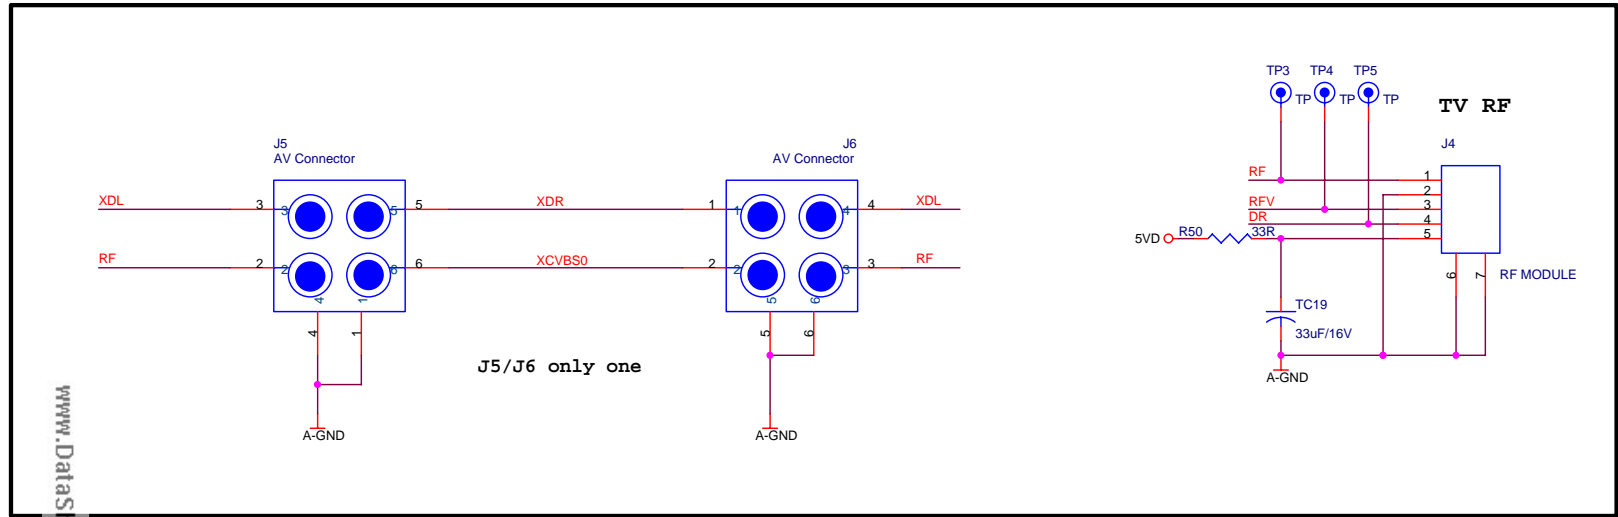 TP3 TP4 TP5
TP TP TP
TV RF
J5
AV Connector
J6
AV Connector
J4
XDL 3 3 5 5 XDR 1 1 4 4 XDL
RF 2 2 6 6 XCVBS0 2 2 3 3 RF
4 1
4 1
5 6
5 6
A-GND
A-GND
J5/J6 only one
RF 1
2
RFV 3
DR 4
5VD R50 33R 5
6 7
RF MODULE
TC19
33uF/16V
A-GND
www.DataS